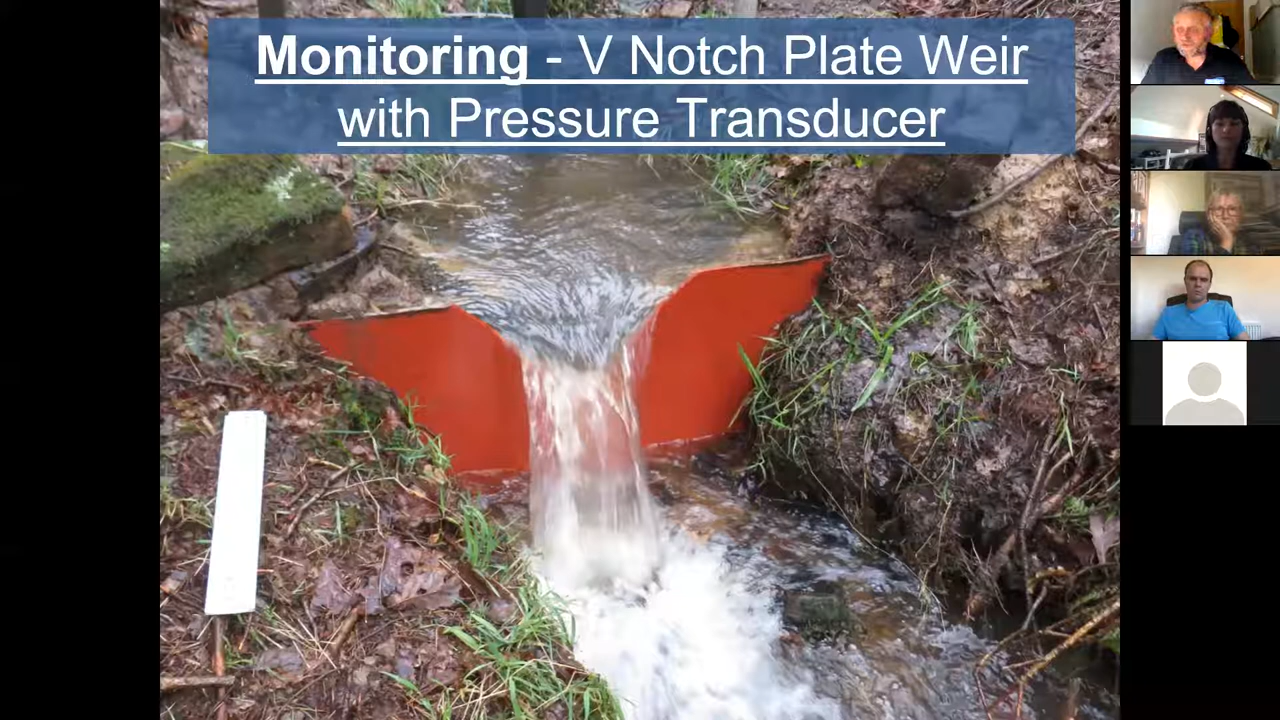 Monitoring - V Notch Plate Weir
with Pressure Transducer